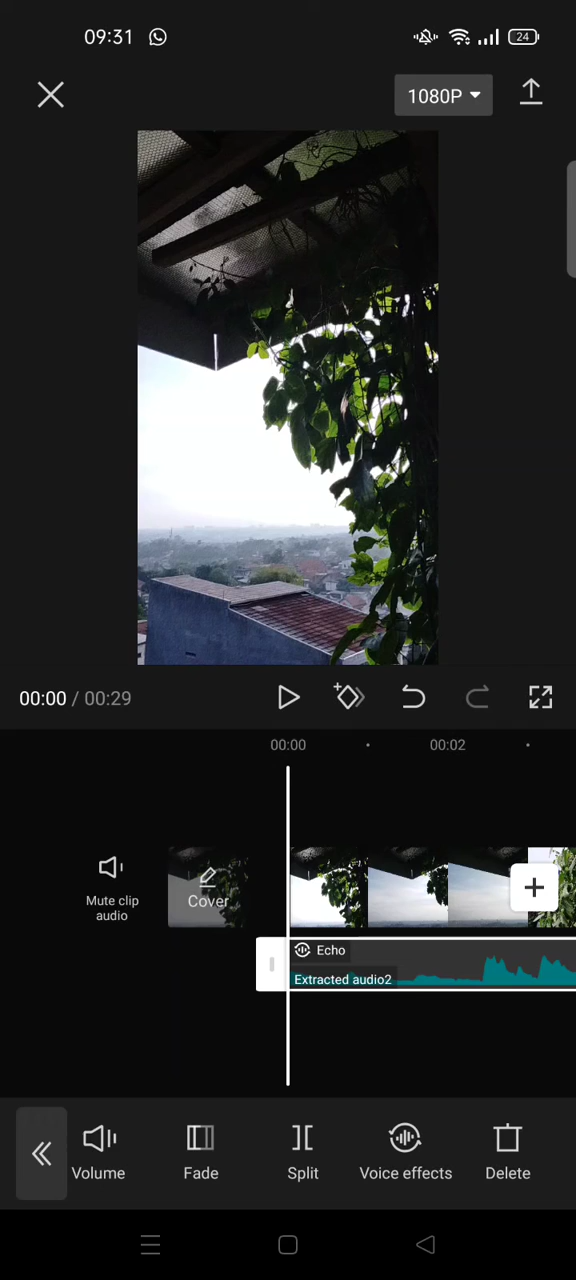 09:31
24
1080P
00:00 / 00:29
00:00
00:02
Mute clip
audio
Cover
Echo
Extracted audio2
Volume
Fade
Split
Voice effects
Delete